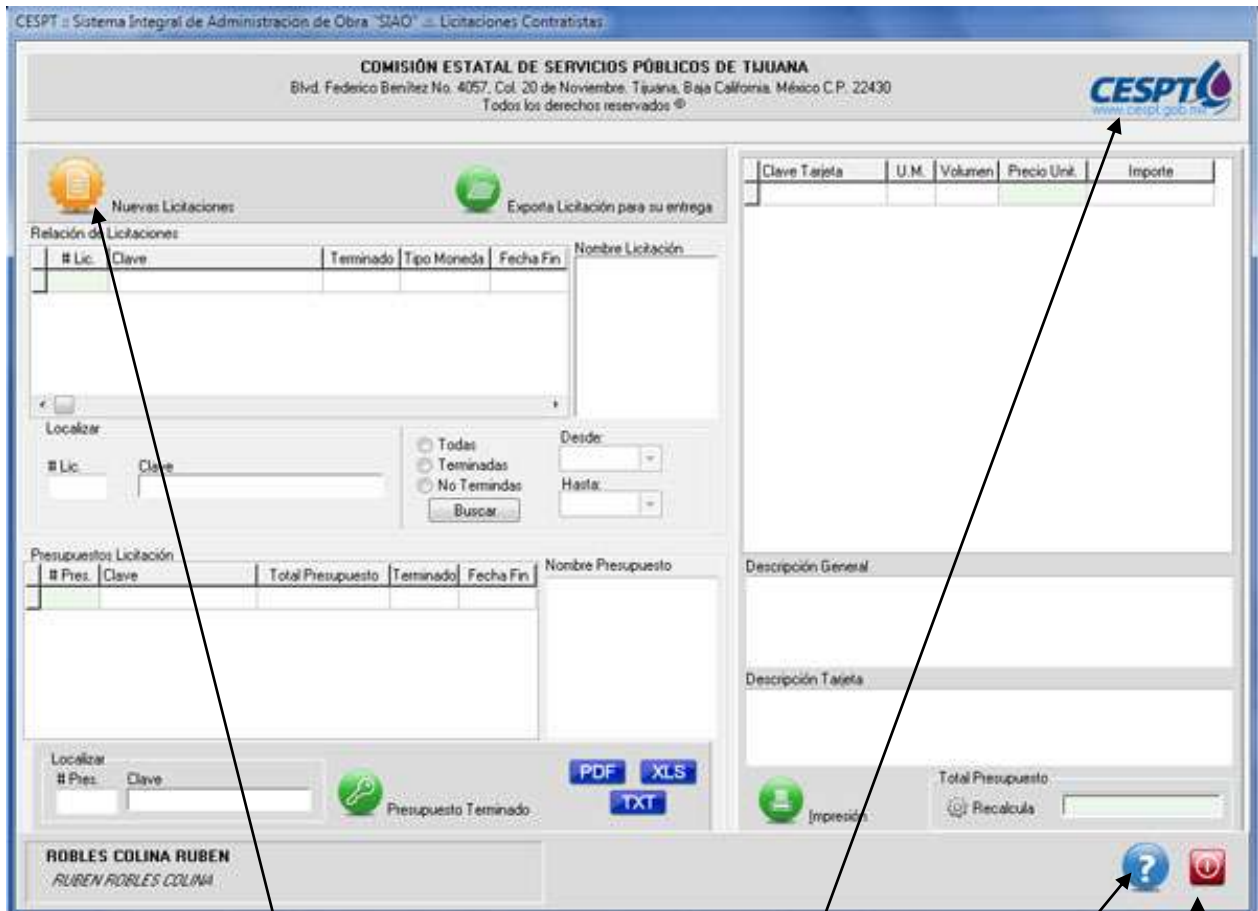 CESPT :: Sistema Integral de Administración de Obra "SIAO" .::. Licitaciones Contratistas
COMISIÓN ESTATAL DE SERVICIOS PÚBLICOS DE TIJUANA
Blvd. Federico Benítez No. 4057, Col. 20 de Noviembre. Tijuana, Baja California. México C.P. 22430
Todos los derechos reservados ©
CESPT
www.cespt.gob.mx
Nuevas Licitaciones
Exporta Licitación para su entrega
Relación de Licitaciones
# Lic. Clave Terminado Tipo Moneda Fecha Fin
Nombre Licitación
Localizar
# Lic. Clave
Todas
Terminadas
No Termindas
Buscar
Desde:
Hasta:
Presupuestos Licitación
# Pres. Clave Total Presupuesto Terminado Fecha Fin
Nombre Presupuesto
Localizar
# Pres. Clave
Presupuesto Terminado
PDF XLS
TXT
Clave Tarjeta U.M. Volumen Precio Unit. Importe
Descripción General
Descripción Tarjeta
Impresión
Total Presupuesto
Recalcula
ROBLES COLINA RUBEN
RUBEN ROBLES COLINA
?